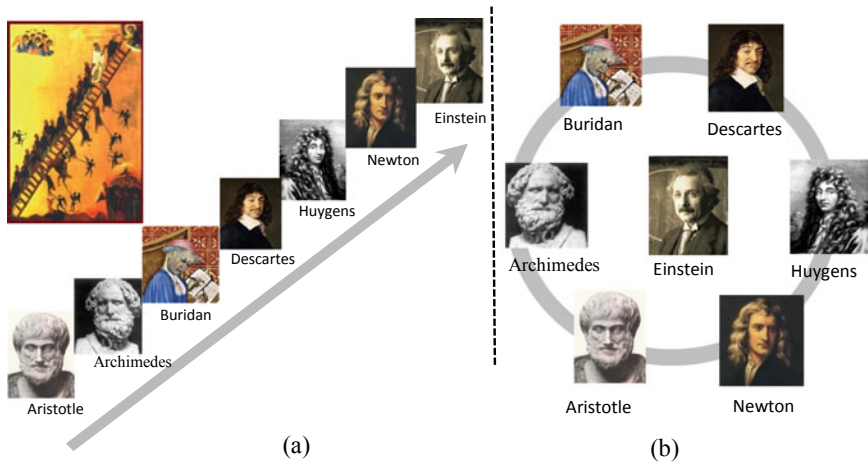 Einstein
Newton
Huygens
Descartes
Buridan
Archimedes
Aristotle
(a)
Buridan
Descartes
Archimedes
Einstein
Huygens
Aristotle
Newton
(b)